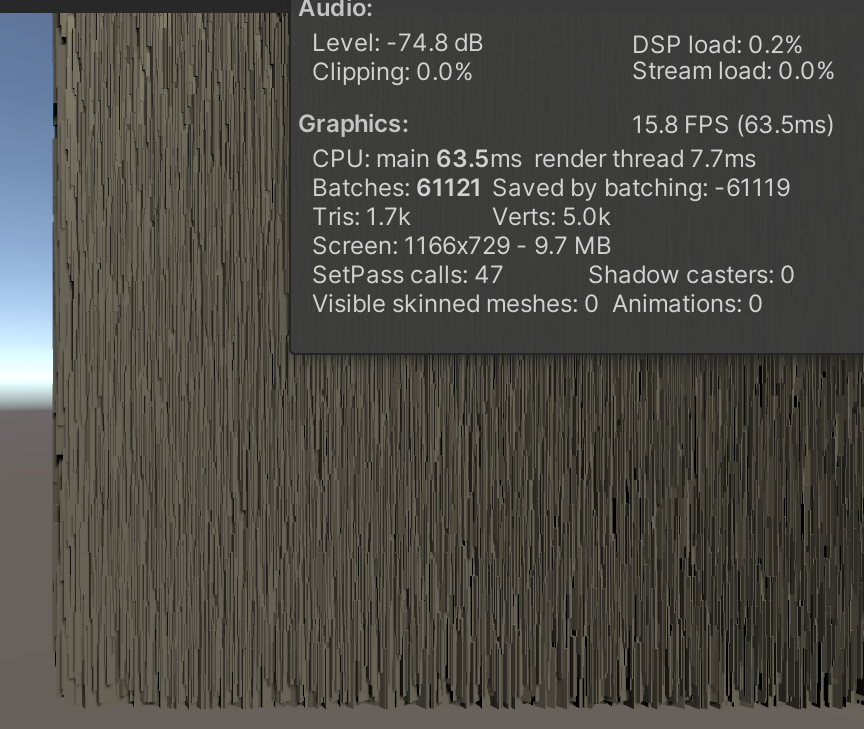 Audio:
Level: -74.8 dB DSP load: 0.2%
Clipping: 0.0% Stream load: 0.0%
Graphics: 15.8 FPS (63.5ms)
CPU: main 63.5ms render thread 7.7ms
Batches: 61121 Saved by batching: -61119
Tris: 1.7k Verts: 5.0k
Screen: 1166x729 - 9.7 MB
SetPass calls: 47 Shadow casters: 0
Visible skinned meshes: 0 Animations: 0